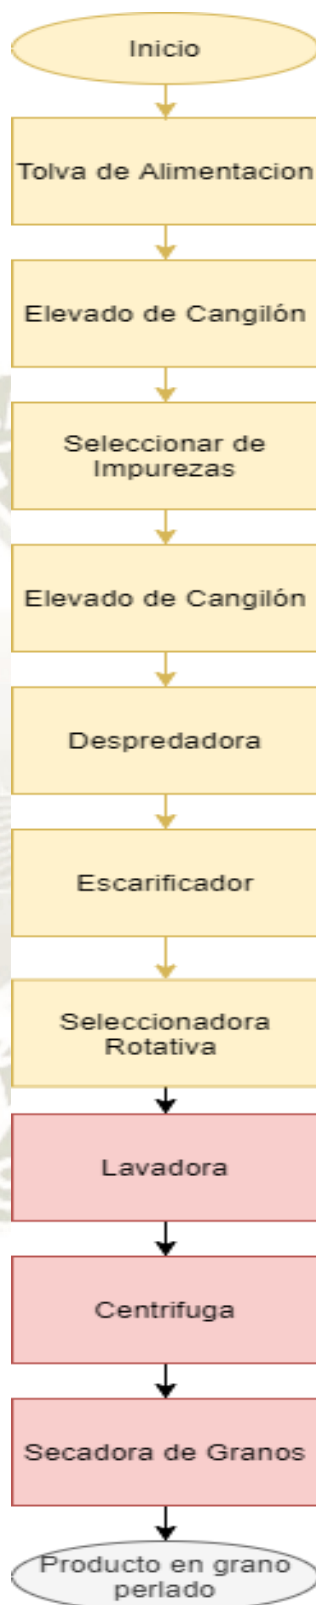 Inicio
Tolva de Alimentacion
Elevado de Cangilón
Seleccionar de
Impurezas
Elevado de Cangilón
Despredadora
Escarificador
Seleccionadora
Rotativa
Lavadora
Centrifuga
Secadora de Granos
Producto en grano
perlado